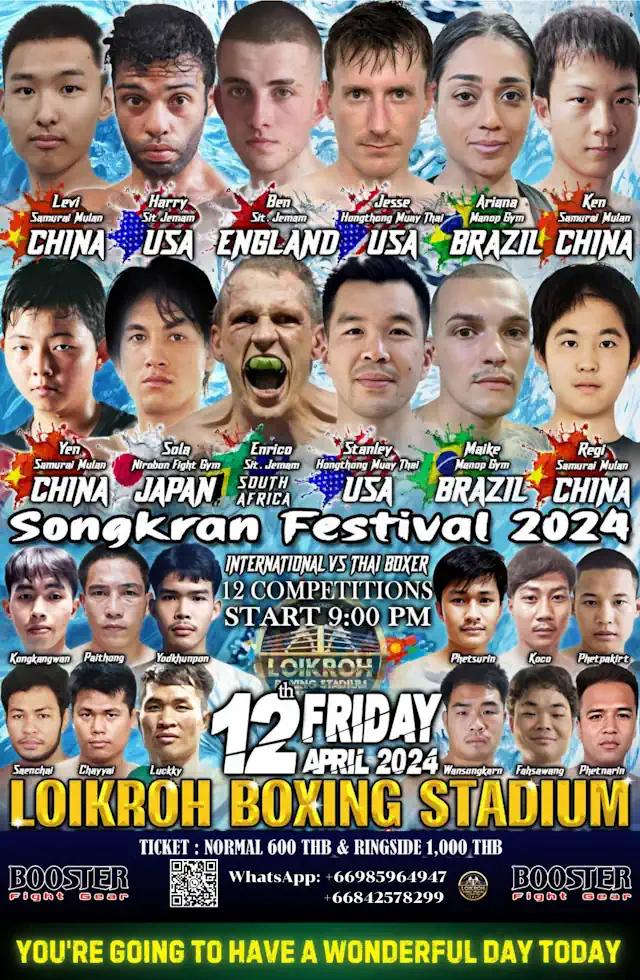 Levi
Samurai Mulan
CHINA
Harry
Sit Jemam
USA
Ben
Sit. Jemam
ENGLAND
Jesse
Hongthong Muay Thai
USA
Ariana
Manop Gym
BRAZIL
Ken
Samurai Mulan
CHINA
Yen
Samurai Mulan
CHINA
Sola
Nirobon Fight Gym
JAPAN
Enrico
Sit. Jemam
SOUTH
AFRICA
Stanley
Hongthong Muay Thai
USA
Maike
Manop Gym
BRAZIL
Regi
Samurai Mulan
CHINA
Songkran Festival 2024
INTERNATIONAL VS THAI BOXER
12 COMPETITIONS
START 9:00 PM
Kongkangwan
Paithong
Yodkhunpon
Phetsurin
Koco
Phetpakirt
LOIKROH
BOXING STADIUM
Saenchai
Chayyai
Luckky
12th FRIDAY
APRIL 2024
Wansongkarn
Fahsawang
Phetnarin
LOIKROH BOXING STADIUM
TICKET : NORMAL 600 THB & RINGSIDE 1,000 THB
BOOSTER
Fight Gear
WhatsApp: +66985964947
+66842578299
LOIKROH
BOOSTER
Fight Gear
YOU'RE GOING TO HAVE A WONDERFUL DAY TODAY